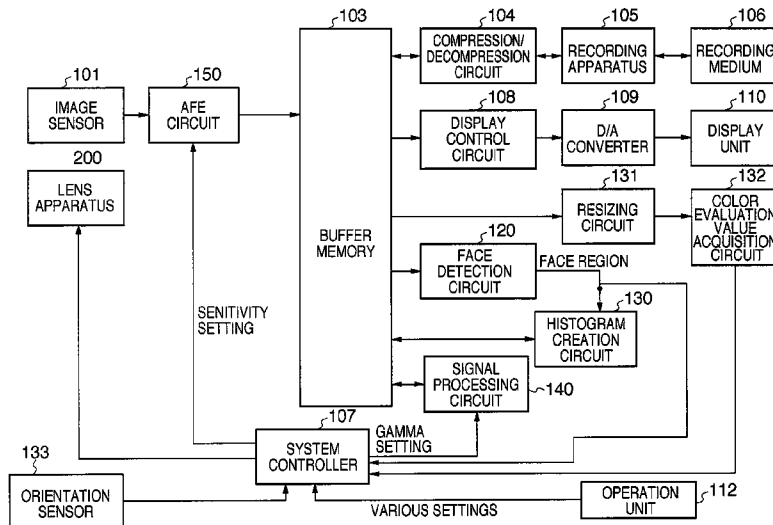 103
104
105
106
COMPRESSION/
DECOMPRESSION
CIRCUIT
RECORDING
APPARATUS
RECORDING
MEDIUM
101
150
IMAGE
SENSOR
AFE
CIRCUIT
108
109
110
DISPLAY
CONTROL
CIRCUIT
D/A
CONVERTER
DISPLAY
UNIT
200
LENS
APPARATUS
131
132
RESIZING
CIRCUIT
COLOR
EVALUATION
VALUE
ACQUISITION
CIRCUIT
BUFFER
MEMORY
120
FACE
DETECTION
CIRCUIT
FACE REGION
SENITIVITY
SETTING
130
HISTOGRAM
CREATION
CIRCUIT
SIGNAL
PROCESSING
CIRCUIT
140
107
SYSTEM
CONTROLLER
GAMMA
SETTING
133
ORIENTATION
SENSOR
VARIOUS SETTINGS
OPERATION
UNIT
112